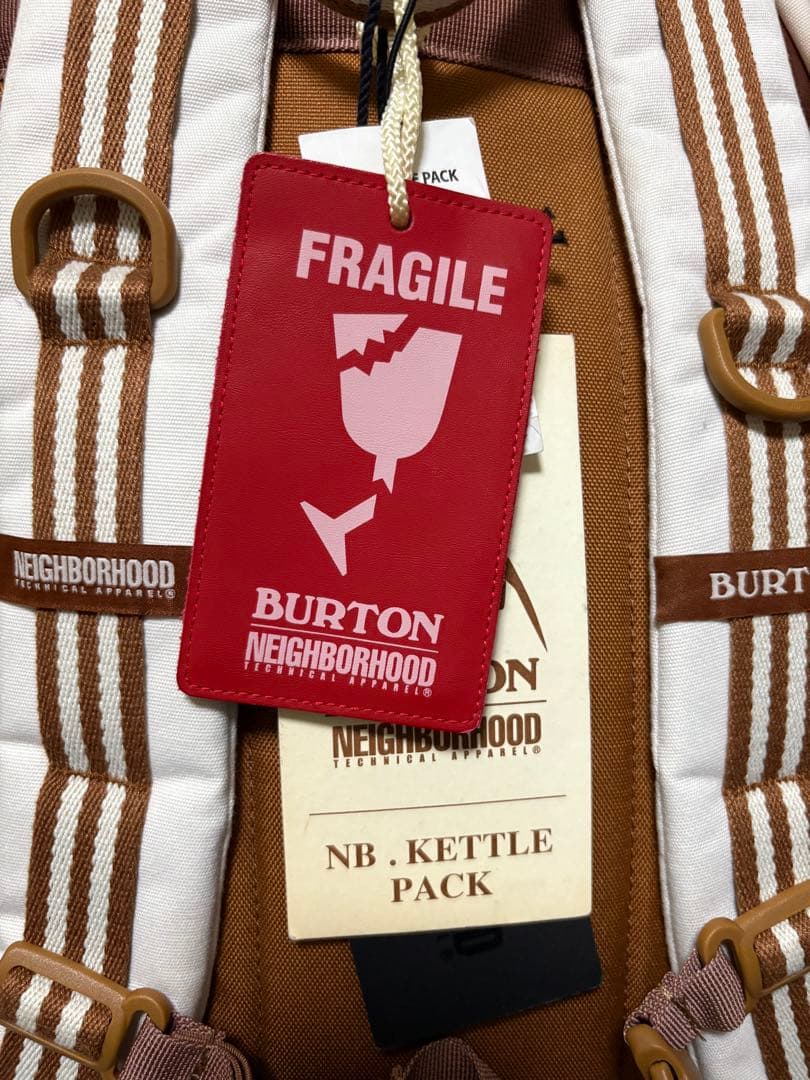 PACK
FRAGILE
NEIGHBORHOOD
TECHNICAL APPAREL®
BURTON
NEIGHBORHOOD
TECHNICAL APPAREL®
BURT
ON
NEIGHBORHOOD
TECHNICAL APPAREL®
NB . KETTLE
PACK